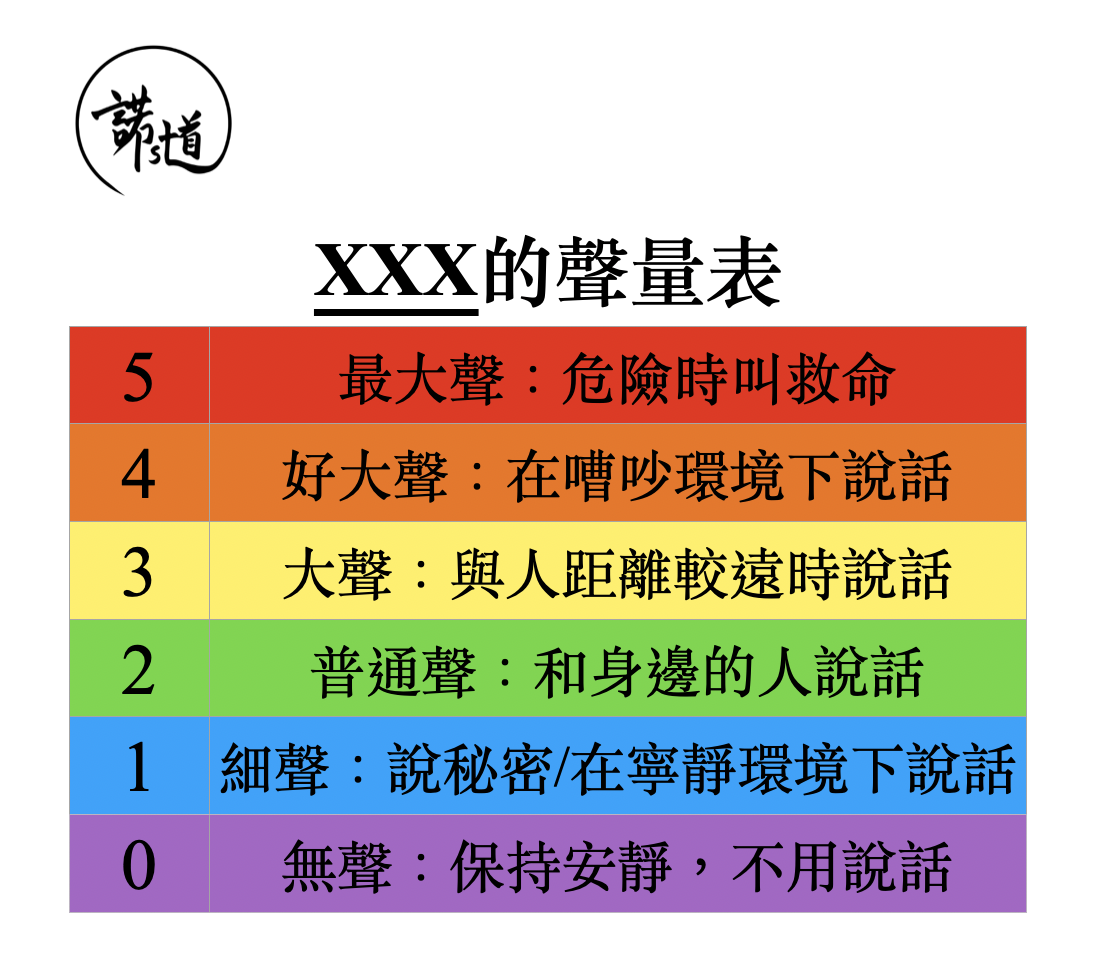 諾's道
XXX的聲量表
5 最大聲：危險時叫救命
4 好大聲：在嘈吵環境下說話
3 大聲：與人距離較遠時說話
2 普通聲：和身邊的人說話
1 細聲：說秘密/在寧靜環境下說話
0 無聲：保持安靜，不用說話